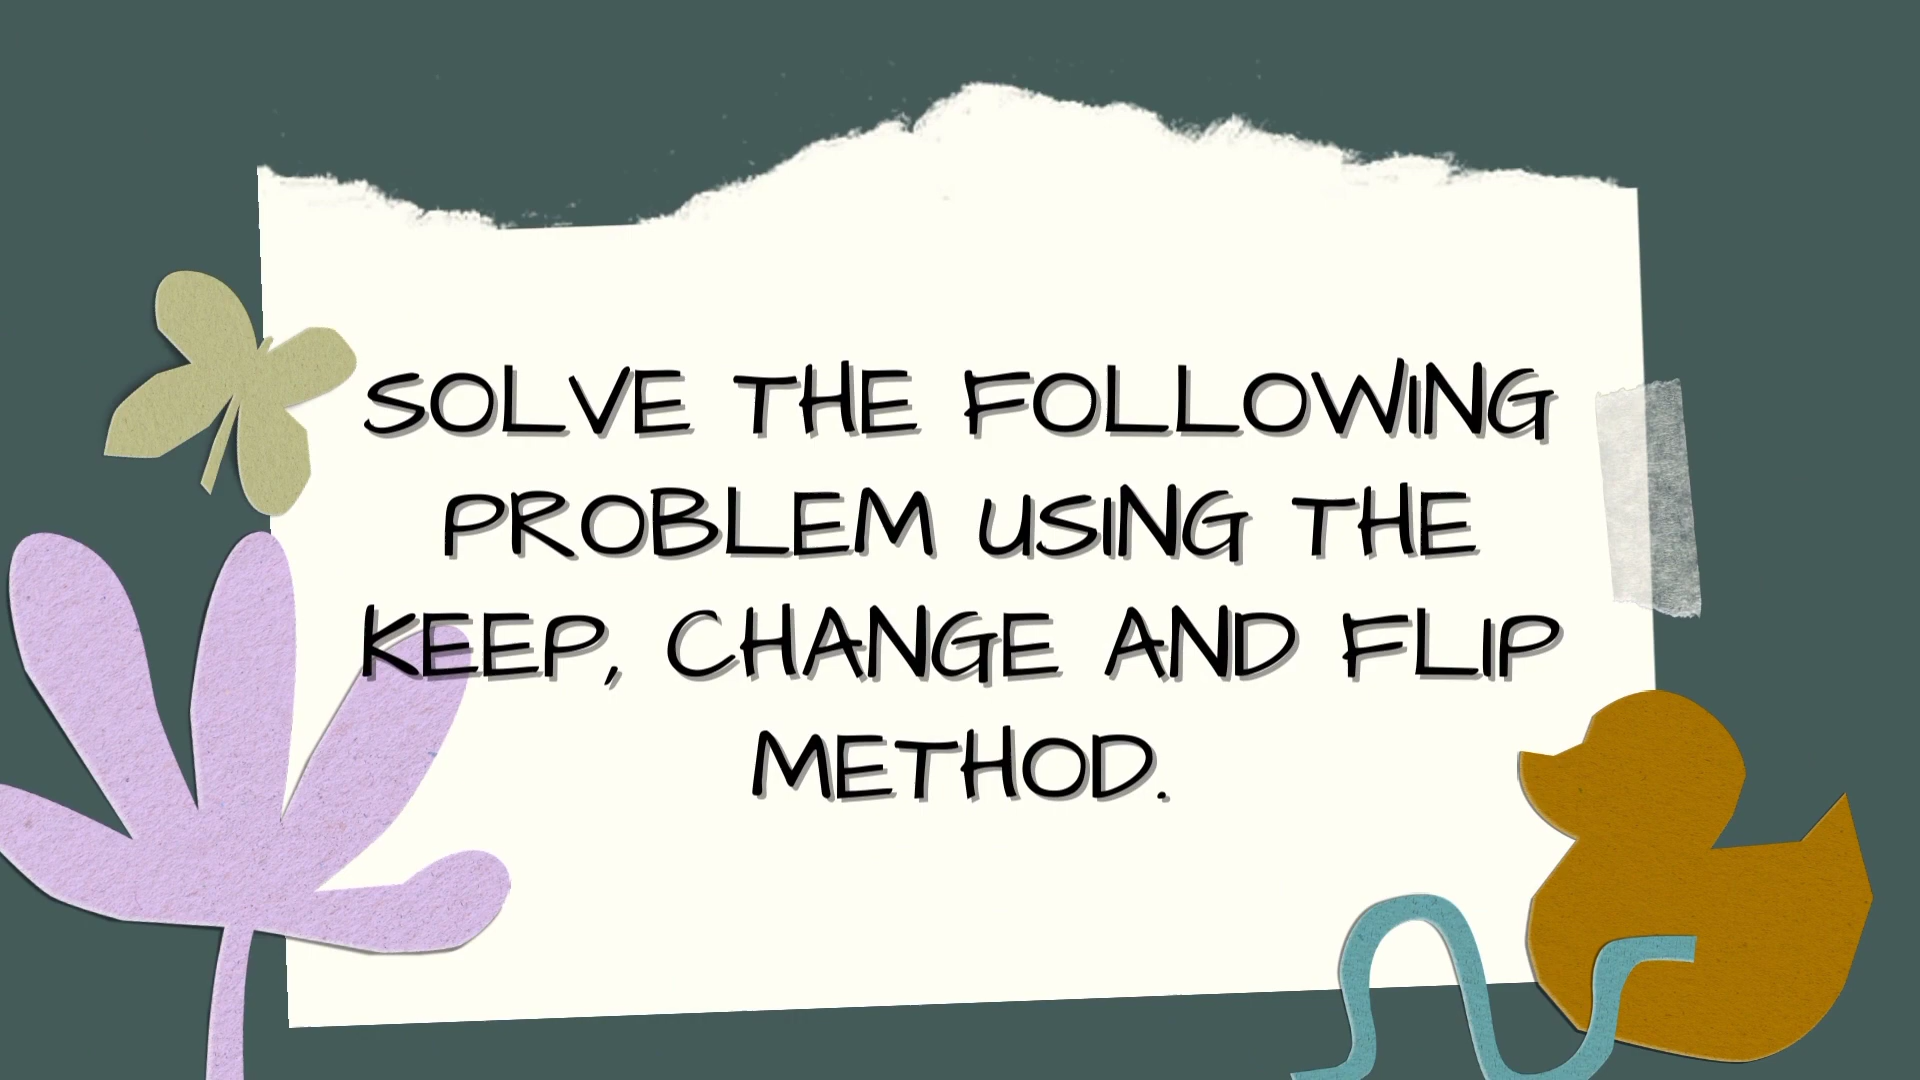 SOLVE THE FOLLOWING
PROBLEM USING THE
KEEP, CHANGE AND FLIP
METHOD.